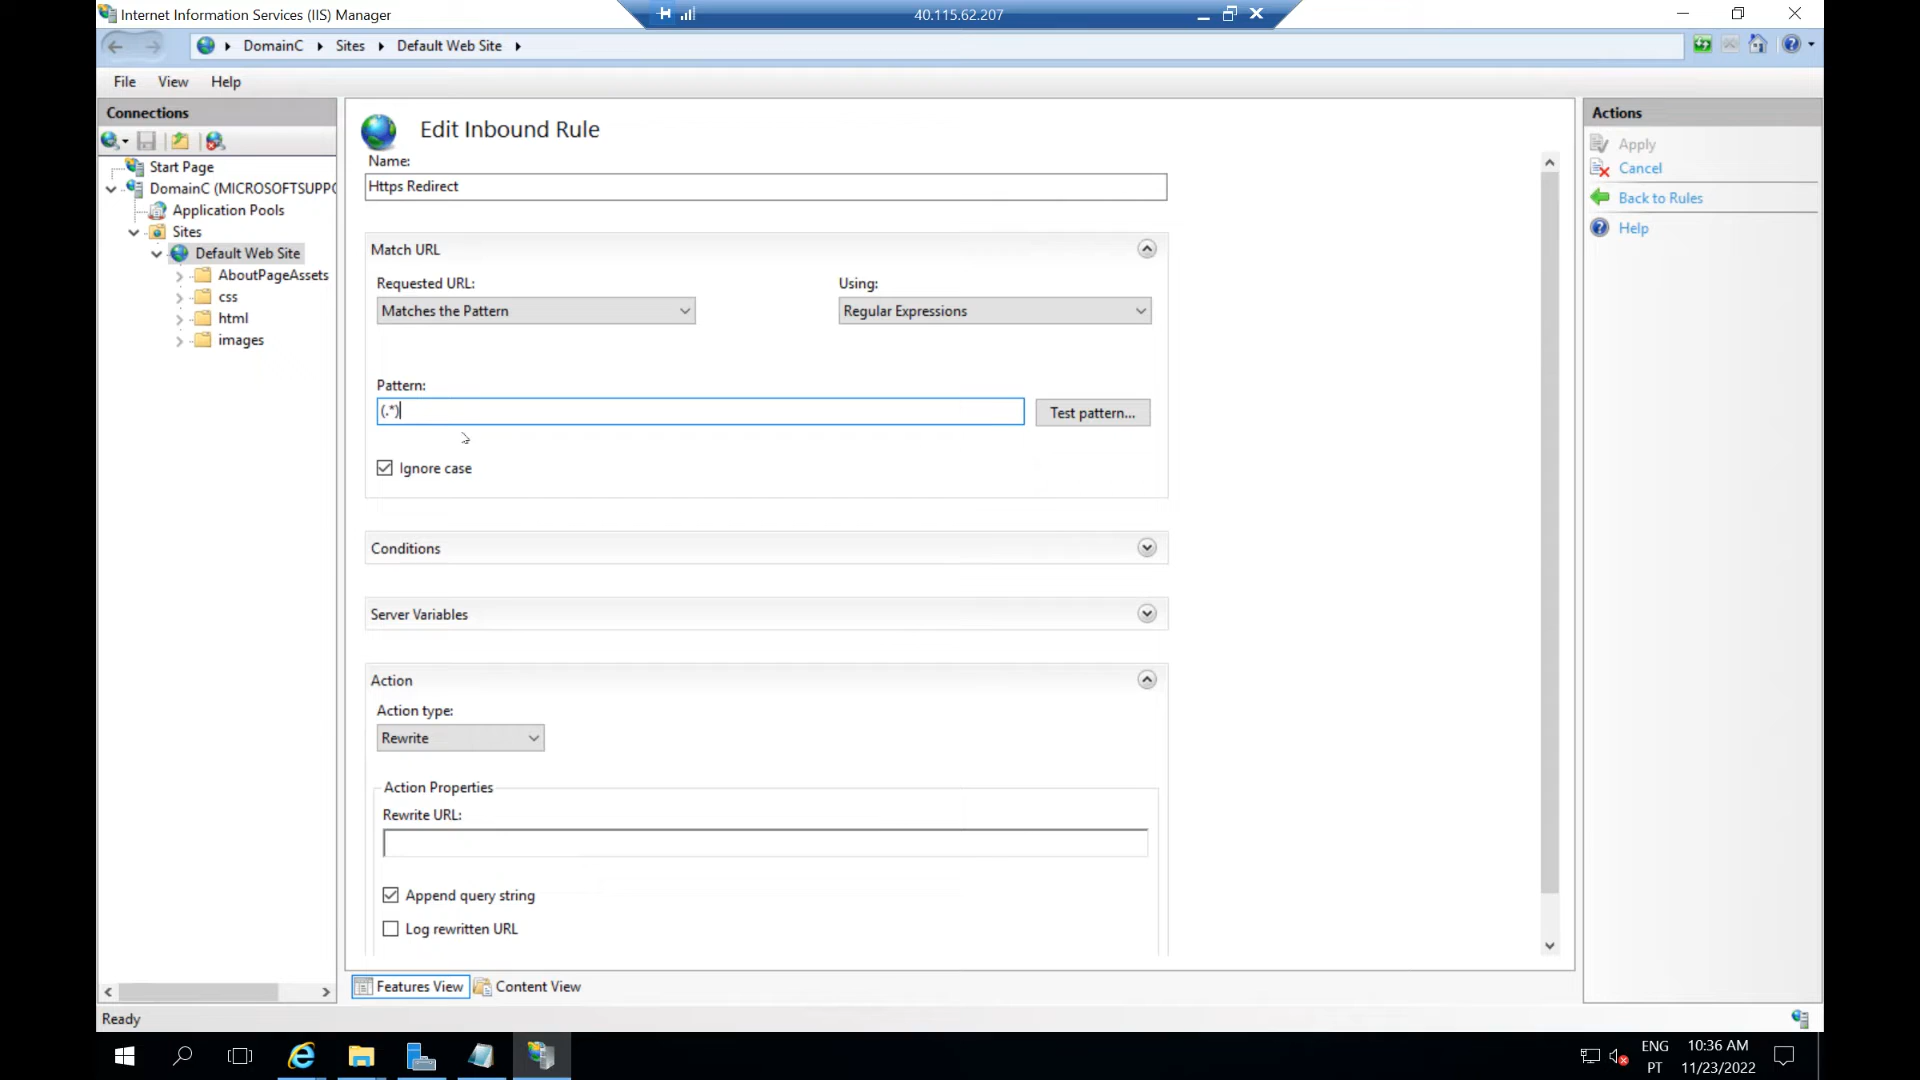 Internet Information Services (IIS) Manager
40.115.62.207
DomainC
Sites
Default Web Site
File
View
Help
Connections
Start Page
DomainC (MICROSOFTSUPPO
Application Pools
Sites
Default Web Site
AboutPageAssets
css
html
images
Edit Inbound Rule
Name:
Https Redirect
Match URL
Requested URL:
Using:
Matches the Pattern
Regular Expressions
Pattern:
(.*)
Test pattern...
Ignore case
Conditions
Server Variables
Action
Action type:
Rewrite
Action Properties
Rewrite URL:
Append query string
Log rewritten URL
Features View
Content View
Actions
Apply
Cancel
Back to Rules
Help
Ready
ENG
PT
10:36 AM
11/23/2022